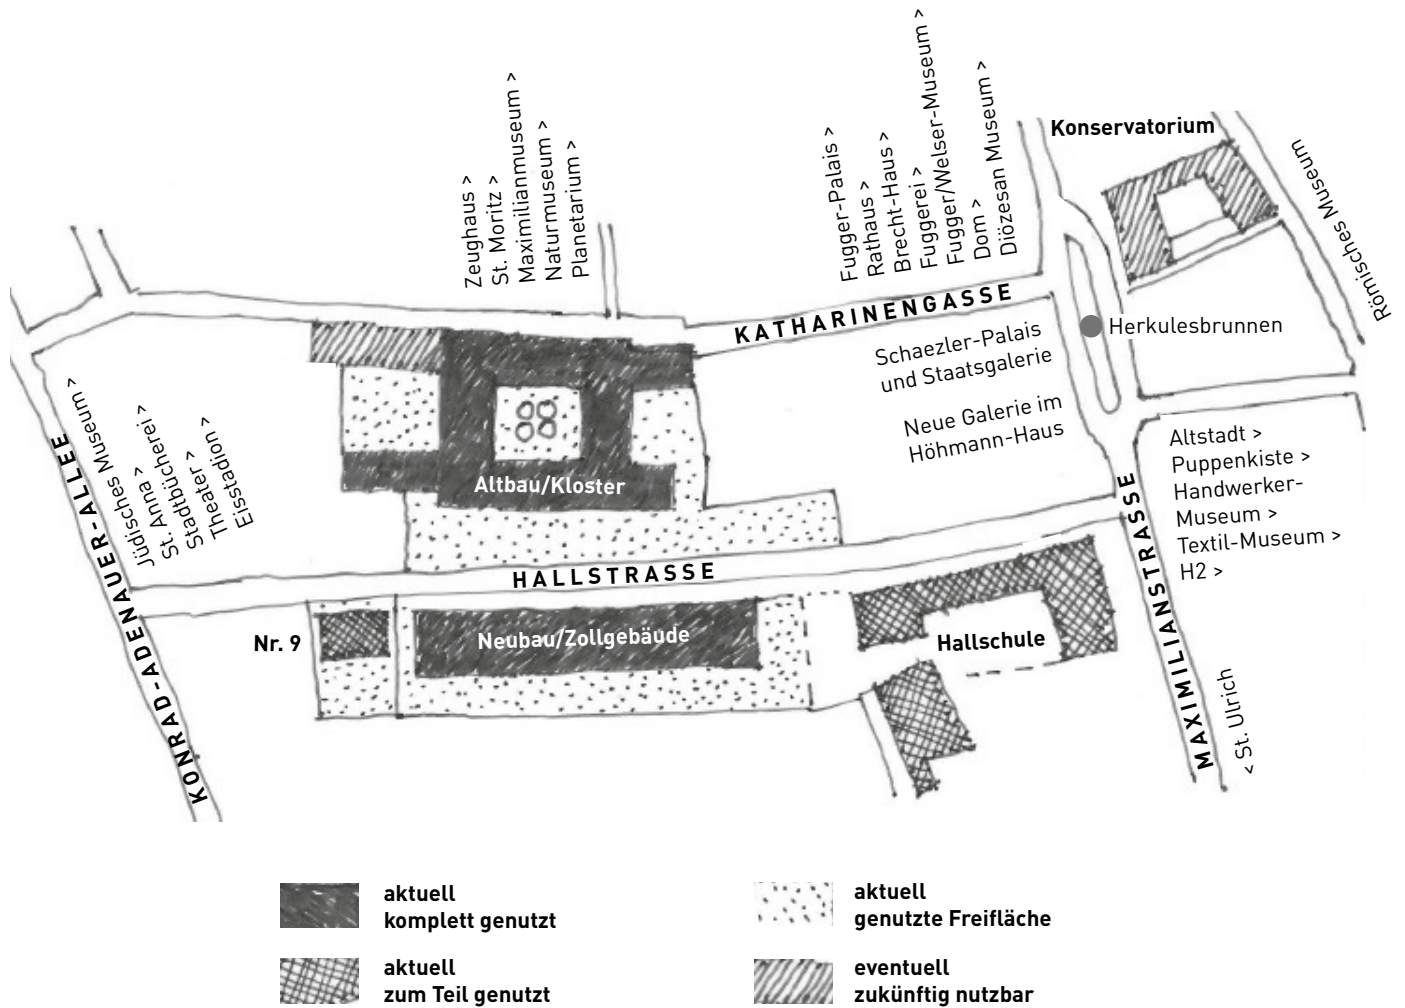 Zeughaus >
St. Moritz >
Maximilianmuseum >
Naturmuseum >
Planetarium >
Fugger-Palais >
Rathaus >
Brecht-Haus >
Fuggerei >
Fugger/Welser-Museum >
Dom >
Diözesan Museum >
Konservatorium
Römisches Museum
KATHARINENGASSE
Herkulesbrunnen
Schaezler-Palais
und Staatsgalerie
Neue Galerie im
Höhmann-Haus
KONRAD-ADENAUER-ALLEE
Jüdisches Museum >
St. Anna >
Stadtbücherei >
Theater >
Eisstadion >
Altbau/Kloster
Altstadt >
Puppenkiste >
Handwerker-
Museum >
Textil-Museum >
H2 >
HALLSTRASSE
MAXIMILIANSTRASSE
< St. Ulrich
Nr. 9
Neubau/Zollgebäude
Hallschule
aktuell
komplett genutzt
aktuell
genutzte Freifläche
aktuell
zum Teil genutzt
eventuell
zukünftig nutzbar